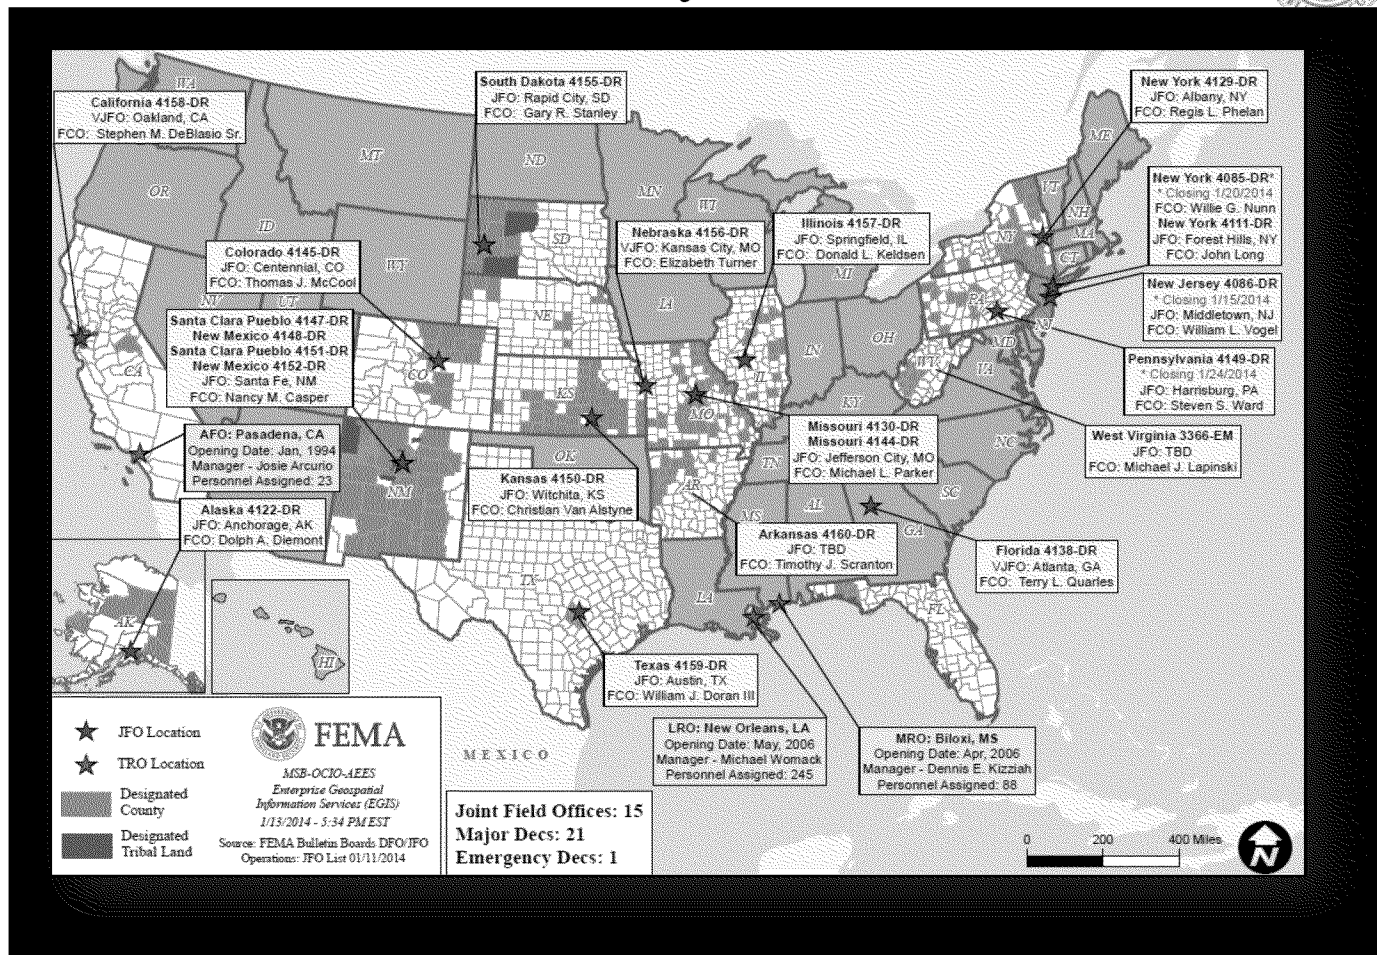 California 4158-DR
VJFO: Oakland, CA
FCO: Stephen M. DeBlasio Sr.
South Dakota 4155-DR
JFO: Rapid City, SD
FCO: Gary R. Stanley
New York 4129-DR
JFO: Albany, NY
FCO: Regis L. Phelan
New York 4085-DR*
* Closing 1/20/2014
FCO: Willie G. Nunn
New York 4111-DR
JFO: Forest Hills, NY
FCO: John Long
Nebraska 4156-DR
VJFO: Kansas City, MO
FCO: Elizabeth Turner
Illinois 4157-DR
JFO: Springfield, IL
FCO: Donald L. Keldsen
Colorado 4145-DR
JFO: Centennial, CO
FCO: Thomas J. McCool
New Jersey 4086-DR
* Closing 1/15/2014
JFO: Middletown, NJ
FCO: William L. Vogel
Santa Clara Pueblo 4147-DR
New Mexico 4148-DR
Santa Clara Pueblo 4151-DR
New Mexico 4152-DR
JFO: Santa Fe, NM
FCO: Nancy M. Casper
Pennsylvania 4149-DR
* Closing 1/24/2014
JFO: Harrisburg, PA
FCO: Steven S. Ward
AFO: Pasadena, CA
Opening Date: Jan, 1994
Manager - Josie Arcurio
Personnel Assigned: 23
Missouri 4130-DR
Missouri 4144-DR
JFO: Jefferson City, MO
FCO: Michael L. Parker
West Virginia 3366-EM
JFO: TBD
FCO: Michael J. Lapinski
Kansas 4150-DR
JFO: Witchita, KS
FCO: Christian Van Alstyne
Alaska 4122-DR
JFO: Anchorage, AK
FCO: Dolph A. Diemont
Arkansas 4160-DR
JFO: TBD
FCO: Timothy J. Scranton
Florida 4138-DR
VJFO: Atlanta, GA
FCO: Terry L. Quarles
Texas 4159-DR
JFO: Austin, TX
FCO: William J. Doran III
LRO: New Orleans, LA
Opening Date: May, 2006
Manager - Michael Womack
Personnel Assigned: 245
MRO: Biloxi, MS
Opening Date: Apr, 2006
Manager - Dennis E. Kizziah
Personnel Assigned: 88
WA
OR
MT
ID
ND
MN
WI
SD
WY
NV
UT
CA
CO
NE
IA
KS
MO
IL
IN
MI
OH
KY
WV
VA
MD
PA
NJ
NY
CT
MA
NH
VT
ME
NM
OK
TX
AR
LA
TN
MS
AL
GA
SC
NC
FL
AK
HI
MEXICO
JFO Location
TRO Location
Designated
County
Designated
Tribal Land
FEMA
MSB-OCIO-AEES
Enterprise Geospatial
Information Services (EGIS)
1/13/2014 - 5:34 PM EST
Source: FEMA Bulletin Boards DFO/JFO
Operations: JFO List 01/11/2014
Joint Field Offices: 15
Major Decs: 21
Emergency Decs: 1
0 200 400 Miles
N